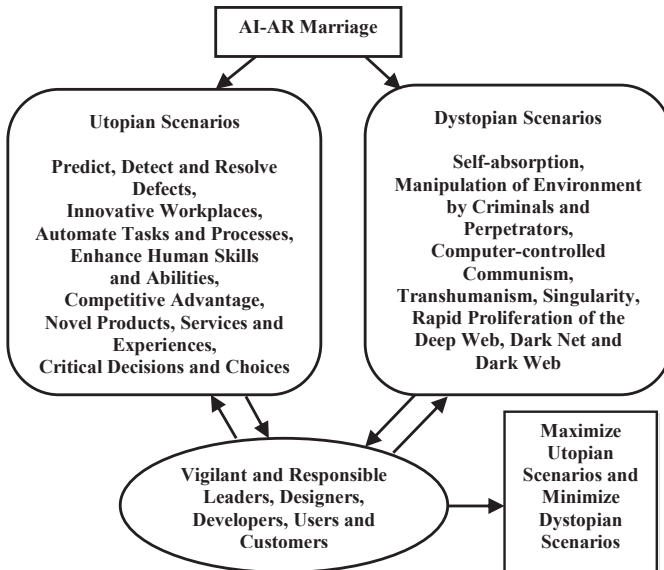 AI-AR Marriage
Utopian Scenarios
Predict, Detect and Resolve
Defects,
Innovative Workplaces,
Automate Tasks and Processes,
Enhance Human Skills
and Abilities,
Competitive Advantage,
Novel Products, Services and
Experiences,
Critical Decisions and Choices
Dystopian Scenarios
Self-absorption,
Manipulation of Environment
by Criminals and
Perpetrators,
Computer-controlled
Communism,
Transhumanism, Singularity,
Rapid Proliferation of the
Deep Web, Dark Net and
Dark Web
Vigilant and Responsible
Leaders, Designers,
Developers, Users and
Customers
Maximize
Utopian
Scenarios and
Minimize
Dystopian
Scenarios